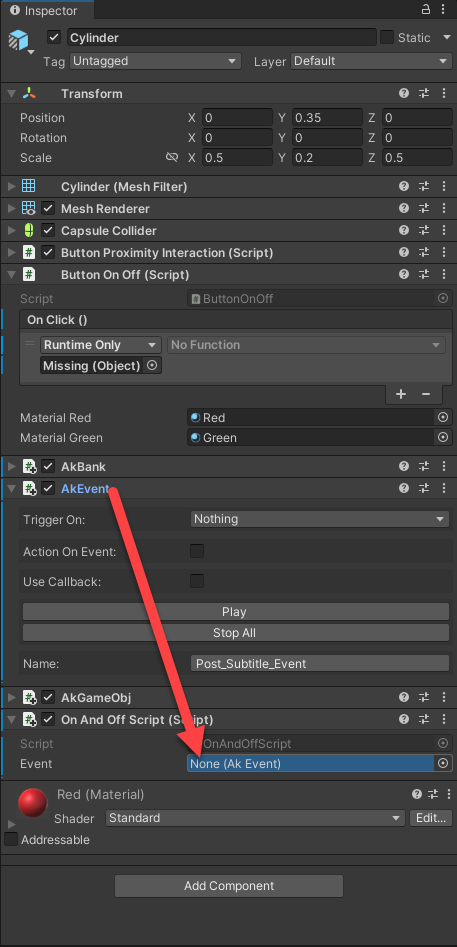 Inspector
Cylinder Static
Tag Untagged Layer Default
Transform
Position X 0 Y 0.35 Z 0
Rotation X 0 Y 0 Z 0
Scale X 0.5 Y 0.2 Z 0.5
Cylinder (Mesh Filter)
Mesh Renderer
Capsule Collider
Button Proximity Interaction (Script)
Button On Off (Script)
Script ButtonOnOff
On Click ()
Runtime Only No Function
Missing (Object)
+ −
Material Red Red
Material Green Green
AkBank
AkEvent
Trigger On: Nothing
Action On Event:
Use Callback:
Play
Stop All
Name: Post_Subtitle_Event
AkGameObj
On And Off Script (Script)
Script OnAndOffScript
Event None (Ak Event)
Red (Material)
Shader Standard Edit...
Addressable
Add Component